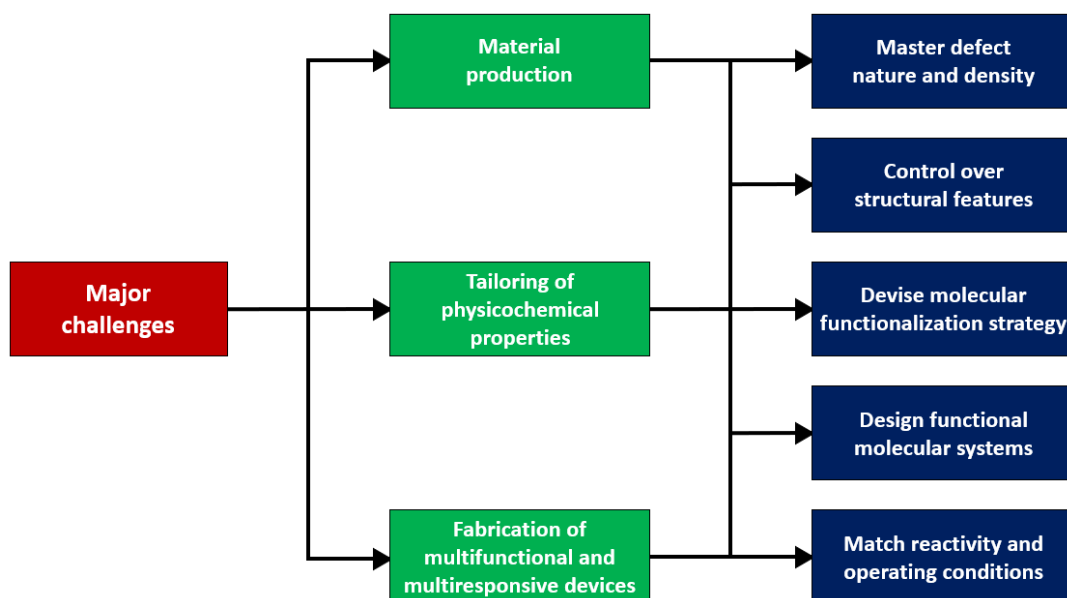 Major
challenges
Material
production
Tailoring of
physicochemical
properties
Fabrication of
multifunctional and
multiresponsive devices
Master defect
nature and density
Control over
structural features
Devise molecular
functionalization strategy
Design functional
molecular systems
Match reactivity and
operating conditions